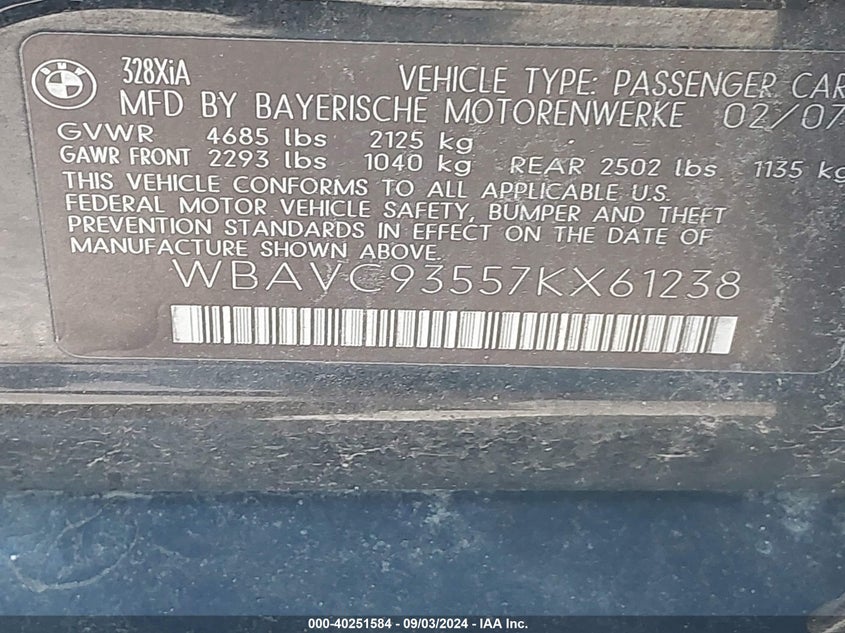 328XiA VEHICLE TYPE: PASSENGER CAR
MFD BY BAYERISCHE MOTORENWERKE 02/07
GVWR 4685 lbs 2125 kg
GAWR FRONT 2293 lbs 1040 kg REAR 2502 lbs 1135 kg
THIS VEHICLE CONFORMS TO ALL APPLICABLE U.S.
FEDERAL MOTOR VEHICLE SAFETY, BUMPER AND THEFT
PREVENTION STANDARDS IN EFFECT ON THE DATE OF
MANUFACTURE SHOWN ABOVE.
WBAVC93557KX61238
000-40251584 - 09/03/2024 - IAA Inc.